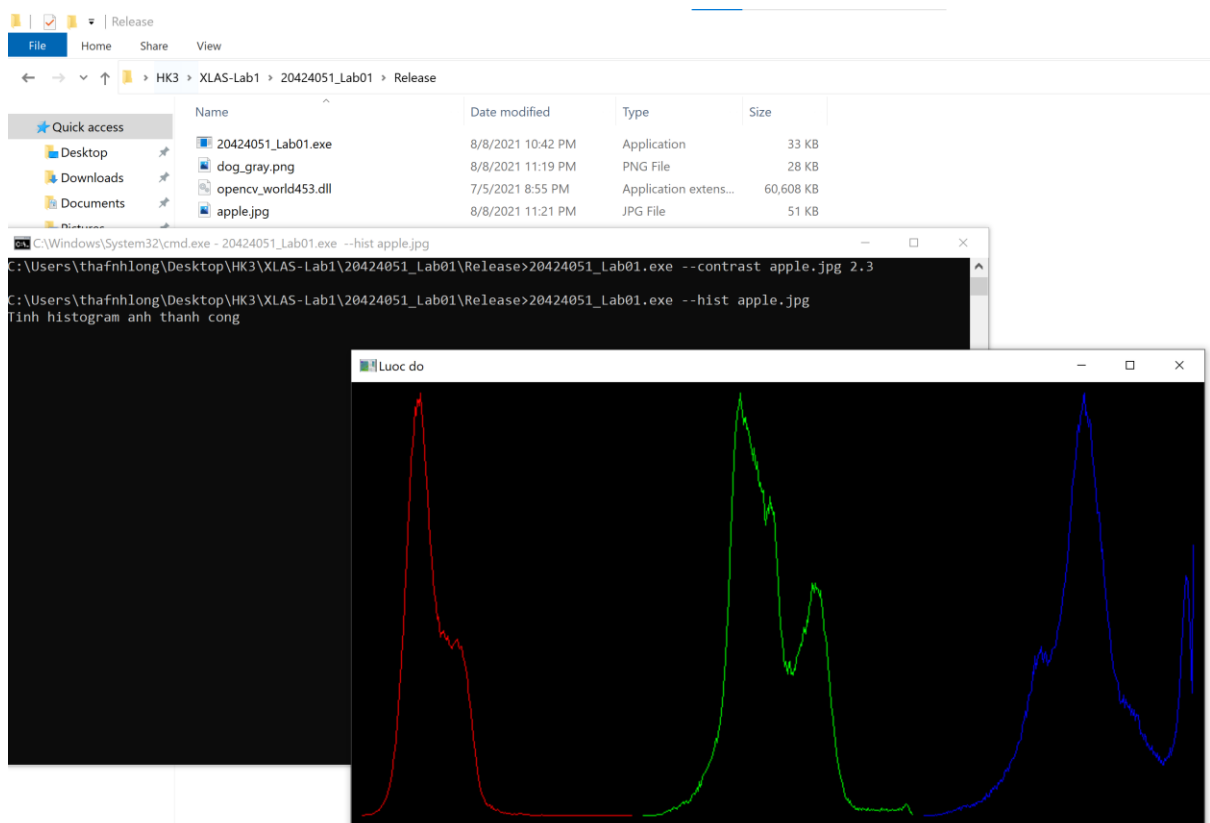 Release
File Home Share View
HK3 > XLAS-Lab1 > 20424051_Lab01 > Release
Name Date modified Type Size
Quick access
Desktop
Downloads
Documents
Pictures
20424051_Lab01.exe 8/8/2021 10:42 PM Application 33 KB
dog_gray.png 8/8/2021 11:19 PM PNG File 28 KB
opencv_world453.dll 7/5/2021 8:55 PM Application extens... 60,608 KB
apple.jpg 8/8/2021 11:21 PM JPG File 51 KB
C:\Windows\System32\cmd.exe - 20424051_Lab01.exe --hist apple.jpg
C:\Users\thafnhlong\Desktop\HK3\XLAS-Lab1\20424051_Lab01\Release>20424051_Lab01.exe --contrast apple.jpg 2.3
C:\Users\thafnhlong\Desktop\HK3\XLAS-Lab1\20424051_Lab01\Release>20424051_Lab01.exe --hist apple.jpg
Tinh histogram anh thanh cong
Luoc do